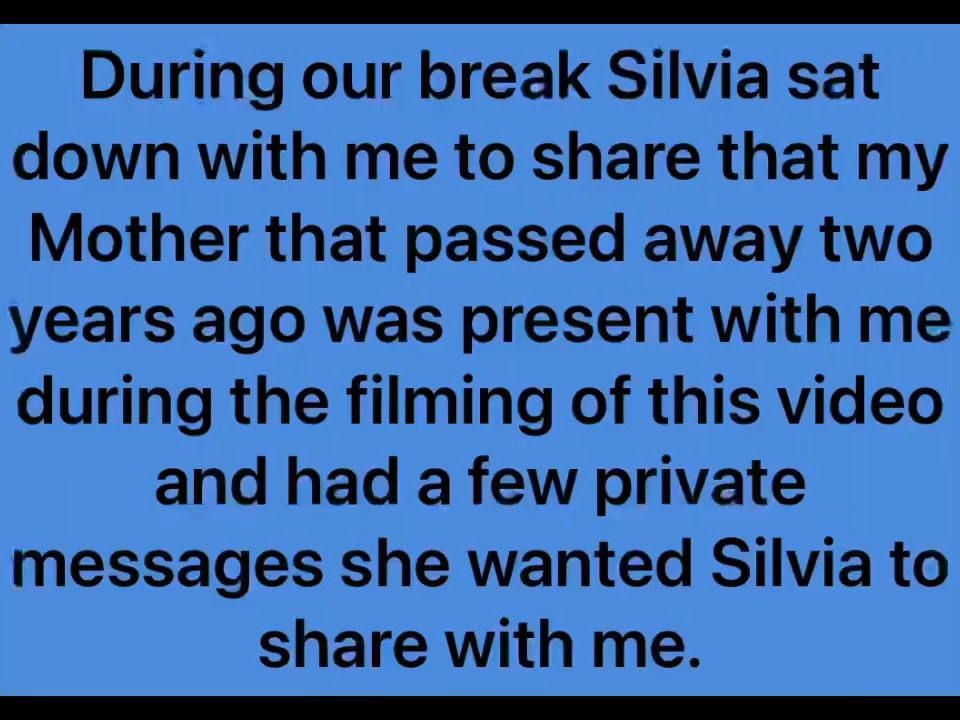 During our break Silvia sat
down with me to share that my
Mother that passed away two
years ago was present with me
during the filming of this video
and had a few private
messages she wanted Silvia to
share with me.